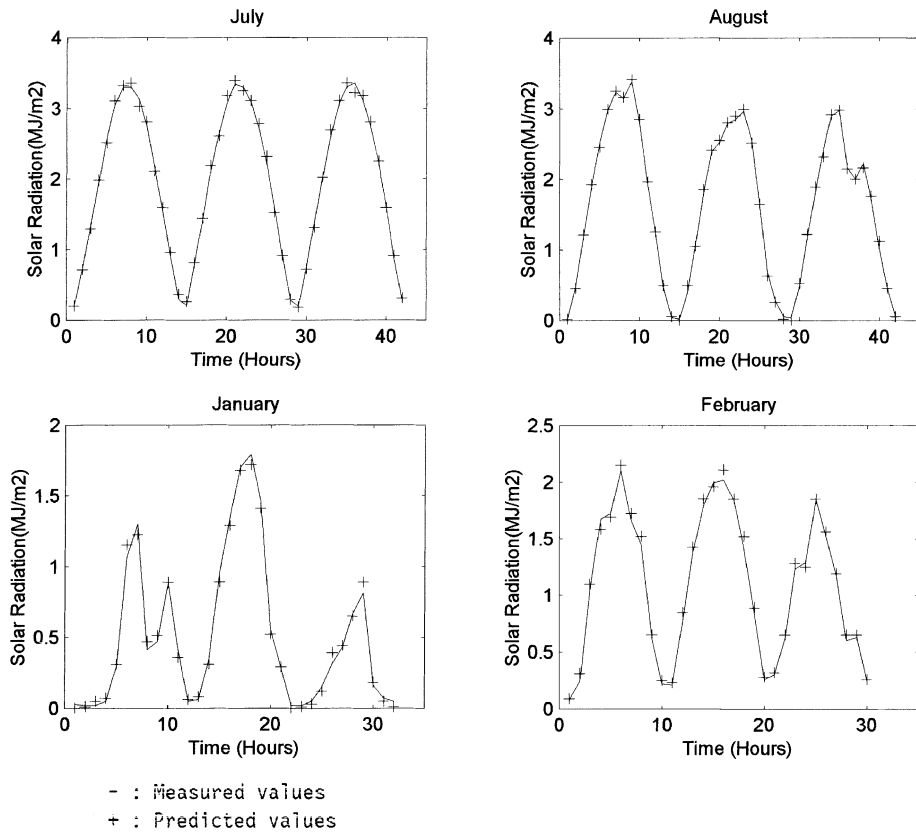 July
Solar Radiation(MJ/m2)
4
3
2
1
0
0 10 20 30 40
Time (Hours)
August
Solar Radiation(MJ/m2)
4
3
2
1
0
0 10 20 30 40
Time (Hours)
January
Solar Radiation(MJ/m2)
2
1.5
1
0.5
0
0 10 20 30
Time (Hours)
February
Solar Radiation(MJ/m2)
2.5
2
1.5
1
0.5
0
0 10 20 30
Time (Hours)
- : Measured values
+ : Predicted values